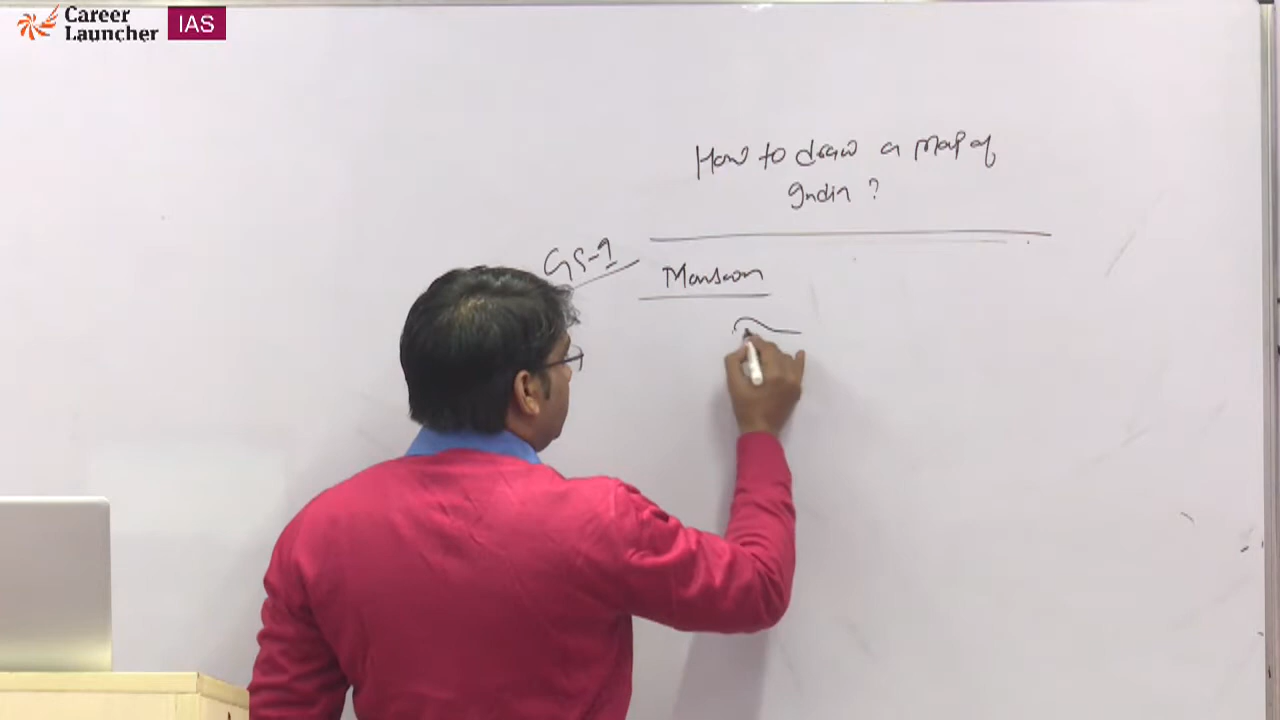 Career
Launcher
IAS
How to draw a map of
India ?
GS-1
Monsoon